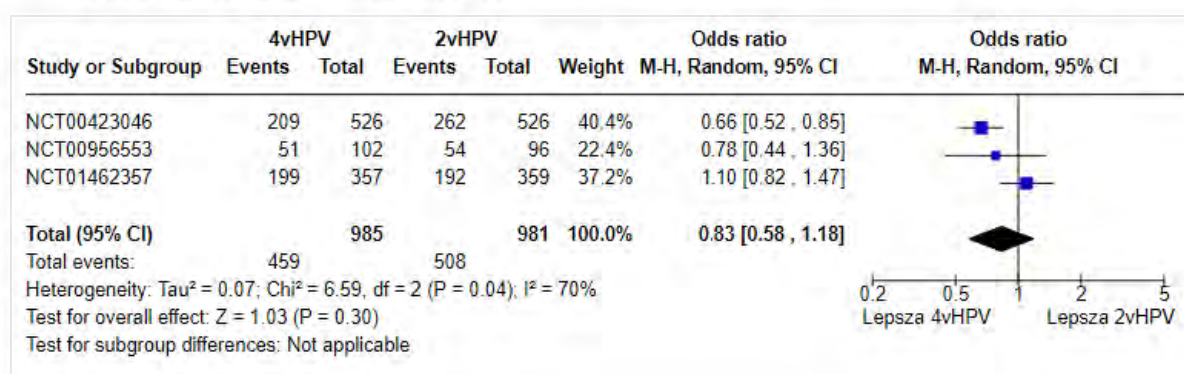 4vHPV 2vHPV Odds ratio Odds ratio
Study or Subgroup Events Total Events Total Weight M-H, Random, 95% CI M-H, Random, 95% CI
NCT00423046 209 526 262 526 40.4% 0.66 [0.52 , 0.85]
NCT00956553 51 102 54 96 22.4% 0.78 [0.44 , 1.36]
NCT01462357 199 357 192 359 37.2% 1.10 [0.82 , 1.47]
Total (95% CI) 985 981 100.0% 0.83 [0.58 , 1.18]
Total events: 459 508
Heterogeneity: Tau² = 0.07; Chi² = 6.59, df = 2 (P = 0.04); I² = 70%
0.2 0.5 1 2 5
Test for overall effect: Z = 1.03 (P = 0.30)
Lepsza 4vHPV Lepsza 2vHPV
Test for subgroup differences: Not applicable